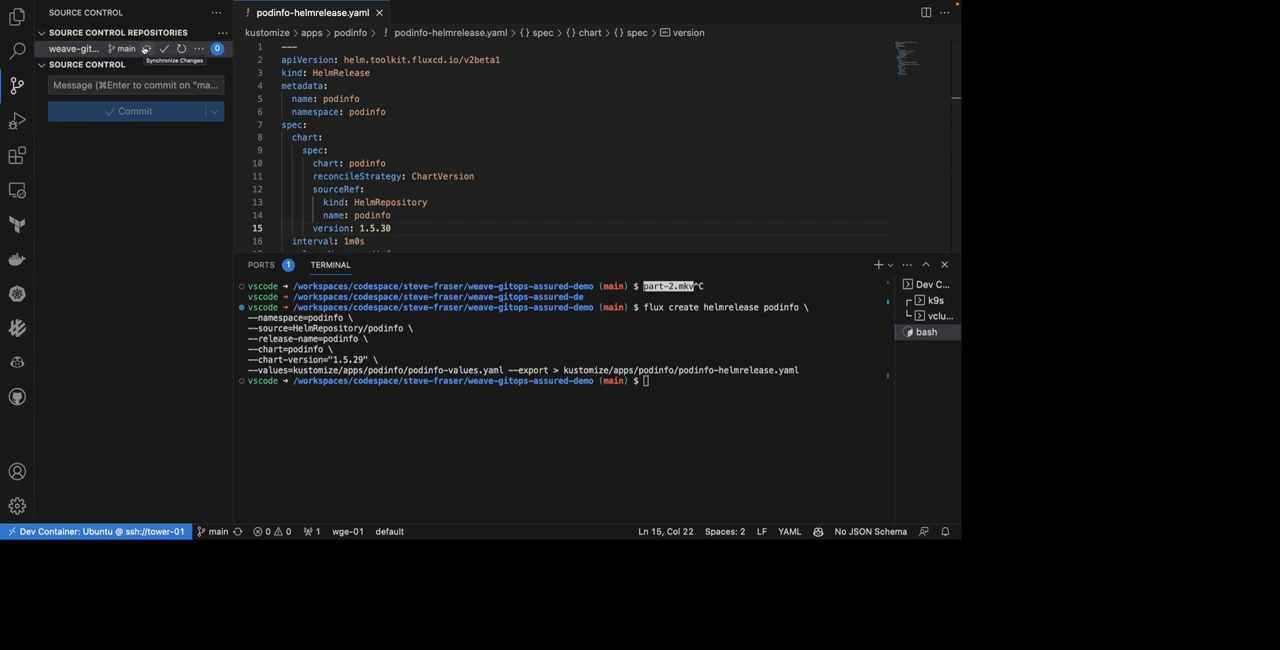 SOURCE CONTROL
SOURCE CONTROL REPOSITORIES
weave-git... main 0
Synchronize Changes
SOURCE CONTROL
Message (⌘Enter to commit on "ma...
Commit
podinfo-helmrelease.yaml
kustomize > apps > podinfo > ! podinfo-helmrelease.yaml > {} spec > {} chart > {} spec > version
1 ---
2 apiVersion: helm.toolkit.fluxcd.io/v2beta1
3 kind: HelmRelease
4 metadata:
5 name: podinfo
6 namespace: podinfo
7 spec:
8 chart:
9 spec:
10 chart: podinfo
11 reconcileStrategy: ChartVersion
12 sourceRef:
13 kind: HelmRepository
14 name: podinfo
15 version: 1.5.30
16 interval: 1m0s
PORTS 1 TERMINAL
vscode → /workspaces/codespace/steve-fraser/weave-gitops-assured-demo (main) $ part-2.mkv^C
vscode → /workspaces/codespace/steve-fraser/weave-gitops-assured-de
vscode → /workspaces/codespace/steve-fraser/weave-gitops-assured-demo (main) $ flux create helmrelease podinfo \
--namespace=podinfo \
--source=HelmRepository/podinfo \
--release-name=podinfo \
--chart=podinfo \
--chart-version="1.5.29" \
--values=kustomize/apps/podinfo/podinfo-values.yaml --export > kustomize/apps/podinfo/podinfo-helmrelease.yaml
vscode → /workspaces/codespace/steve-fraser/weave-gitops-assured-demo (main) $
Dev C...
k9s
vclu...
bash
Dev Container: Ubuntu @ ssh://tower-01 main 0 0 1 wge-01 default Ln 15, Col 22 Spaces: 2 LF YAML No JSON Schema